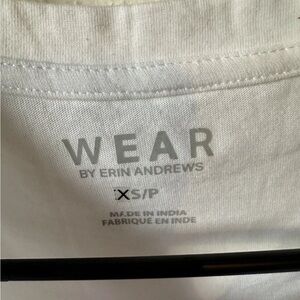 WEAR
BY ERIN ANDREWS
XS/P
MADE IN INDIA
FABRIQUÉ EN INDE